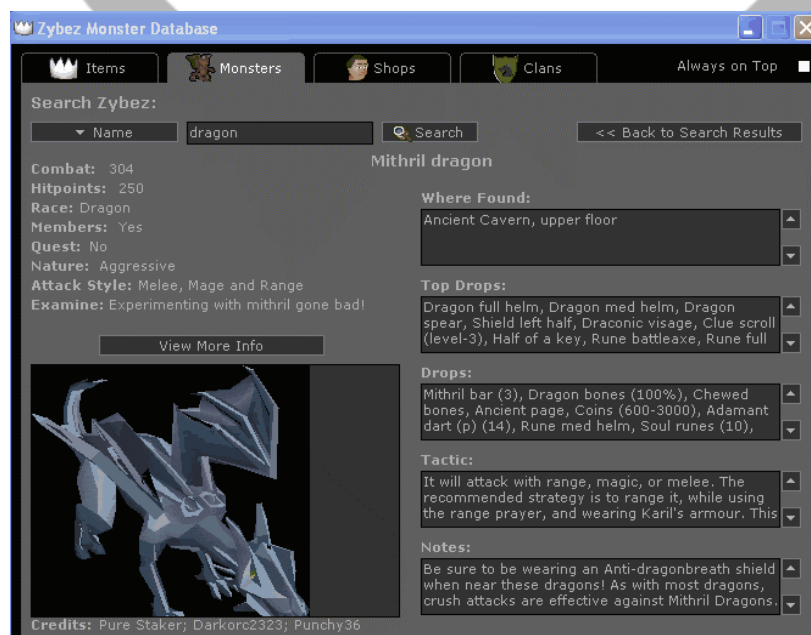 Zybez Monster Database
Items
Monsters
Shops
Clans
Always on Top
Search Zybez:
Name
dragon
Search
<< Back to Search Results
Mithril dragon
Combat: 304
Hitpoints: 250
Race: Dragon
Members: Yes
Quest: No
Nature: Aggressive
Attack Style: Melee, Mage and Range
Examine: Experimenting with mithril gone bad!
View More Info
Where Found:
Ancient Cavern, upper floor
Top Drops:
Dragon full helm, Dragon med helm, Dragon
spear, Shield left half, Draconic visage, Clue scroll
(level-3), Half of a key, Rune battleaxe, Rune full
Drops:
Mithril bar (3), Dragon bones (100%), Chewed
bones, Ancient page, Coins (600-3000), Adamant
dart (p) (14), Rune med helm, Soul runes (10),
Tactic:
It will attack with range, magic, or melee. The
recommended strategy is to range it, while using
the range prayer, and wearing Karil's armour. This
Notes:
Be sure to be wearing an Anti-dragonbreath shield
when near these dragons! As with most dragons,
crush attacks are effective against Mithril Dragons.
Credits: Pure Staker; Darkorc2323; Punchy36